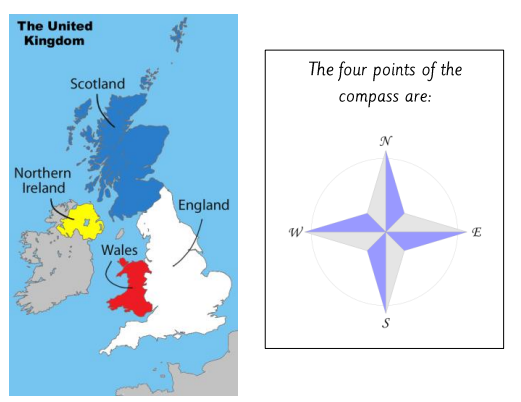 The United
Kingdom
Scotland
Northern
Ireland
England
Wales
The four points of the
compass are:
N
W
E
S